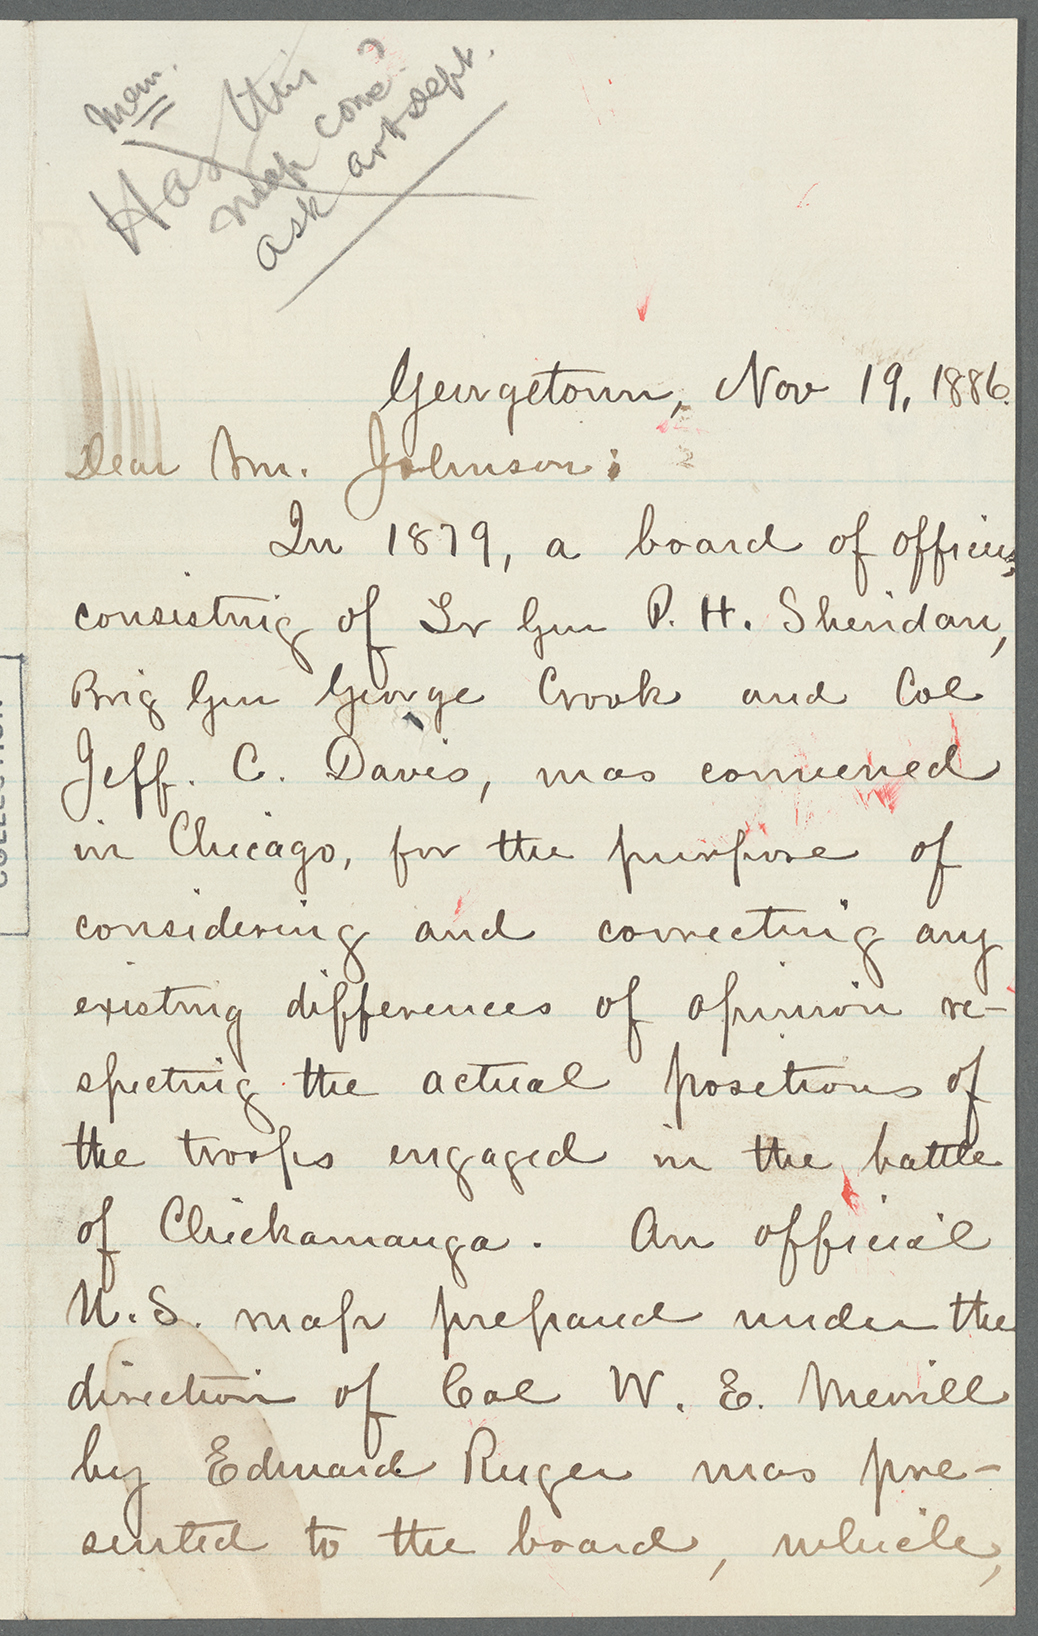 Mem.
Has this
map come?
ask art dept.
Georgetown, Nov 19, 1886.
Dear Mr. Johnson:
In 1879, a board of officers,
consisting of Lt Gen P. H. Sheridan,
Brig Gen George Crook and Col
Jeff. C. Davis, was convened
in Chicago, for the purpose of
considering and correcting any
existing differences of opinion re-
specting the actual positions of
the troops engaged in the battle
of Chickamauga. An official
U.S. map prepared under the
direction of Col W. E. Merrill
by Edward Ruger was pre-
sented to the board, which,
COLLECTION